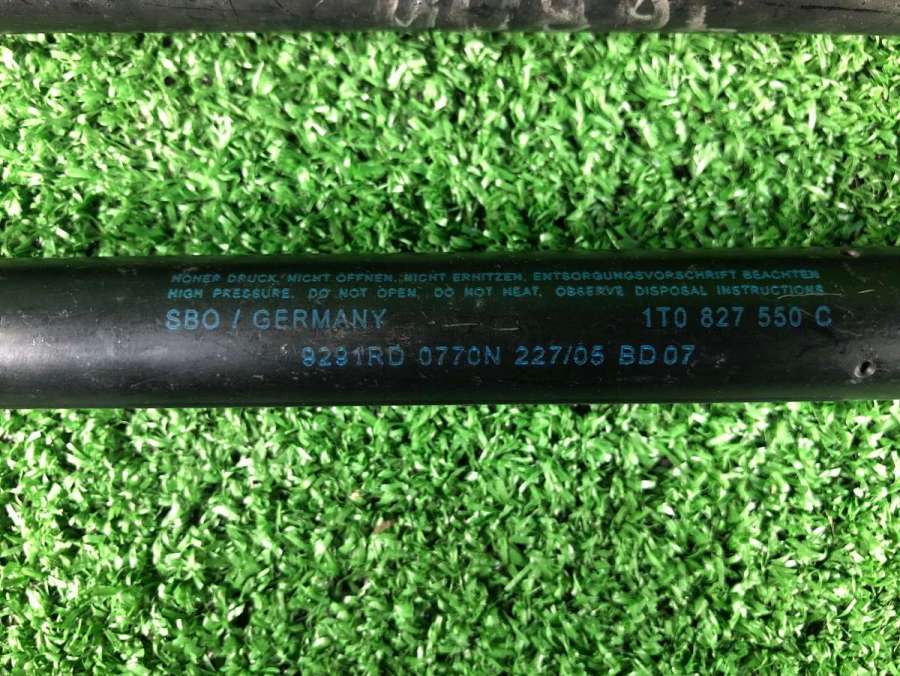 HOHER DRUCK. NICHT ÖFFNEN. NICHT ERHITZEN. ENTSORGUNGSVORSCHRIFT BEACHTEN
HIGH PRESSURE. DO NOT OPEN. DO NOT HEAT. OBSERVE DISPOSAL INSTRUCTIONS
SBO / GERMANY 1T0 827 550 C
9291RD 0770N 227/05 BD07